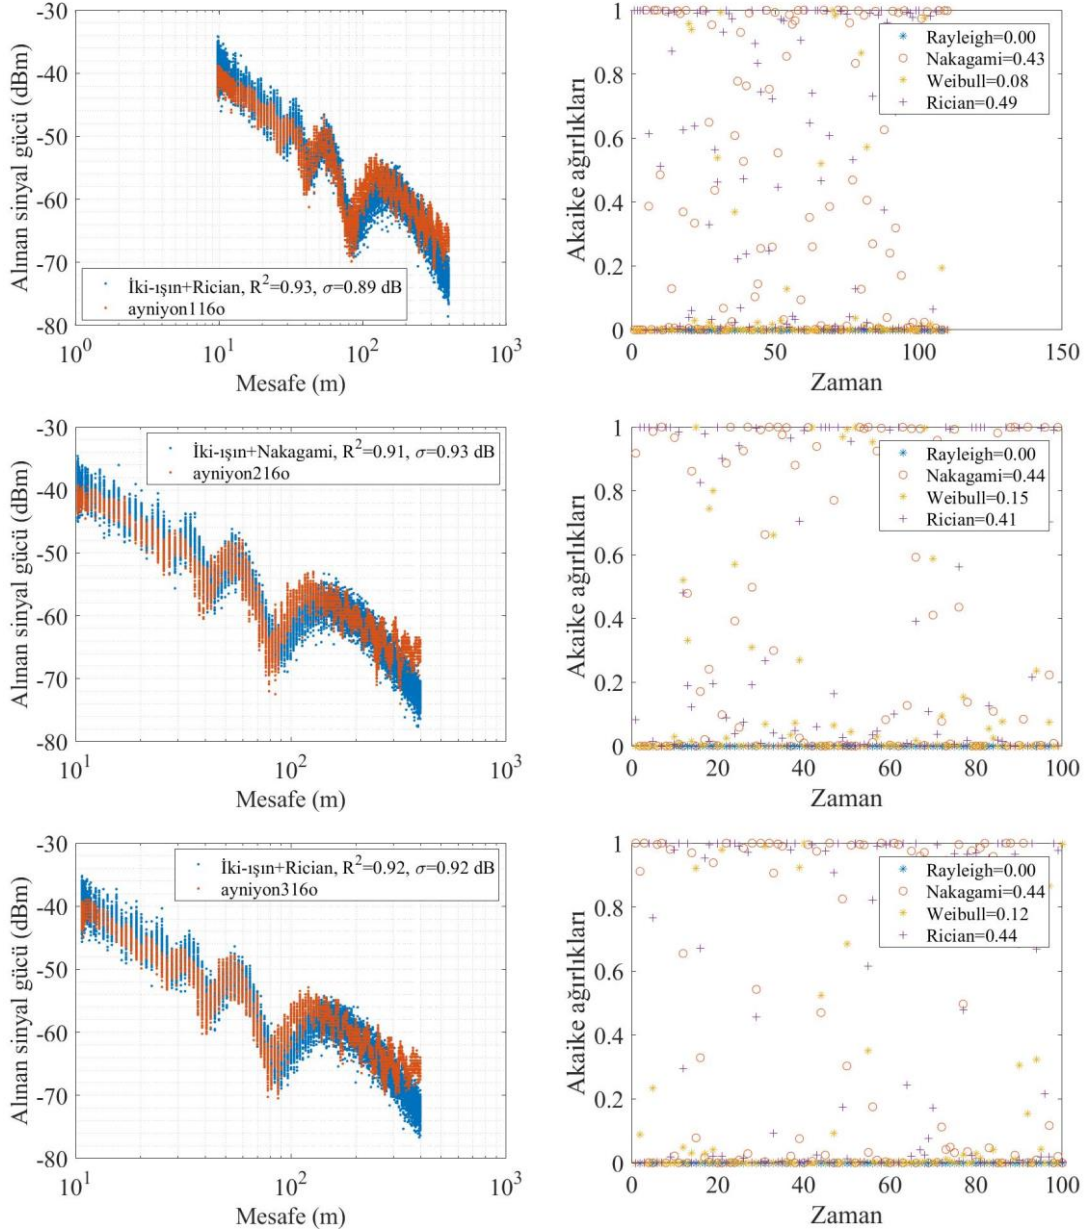 -30
-40
-50
-60
-70
-80
Alınan sinyal gücü (dBm)
İki-ışın+Rician, R²=0.93, σ=0.89 dB
ayniyon116o
10⁰ 10¹ 10² 10³
Mesafe (m)
1
0.8
0.6
0.4
0.2
0
Akaike ağırlıkları
Rayleigh=0.00
Nakagami=0.43
Weibull=0.08
Rician=0.49
0 50 100 150
Zaman
-30
-40
-50
-60
-70
-80
Alınan sinyal gücü (dBm)
İki-ışın+Nakagami, R²=0.91, σ=0.93 dB
ayniyon216o
10¹ 10² 10³
Mesafe (m)
1
0.8
0.6
0.4
0.2
0
Akaike ağırlıkları
Rayleigh=0.00
Nakagami=0.44
Weibull=0.15
Rician=0.41
0 20 40 60 80 100
Zaman
-30
-40
-50
-60
-70
-80
Alınan sinyal gücü (dBm)
İki-ışın+Rician, R²=0.92, σ=0.92 dB
ayniyon316o
10¹ 10² 10³
Mesafe (m)
1
0.8
0.6
0.4
0.2
0
Akaike ağırlıkları
Rayleigh=0.00
Nakagami=0.44
Weibull=0.12
Rician=0.44
0 20 40 60 80 100
Zaman